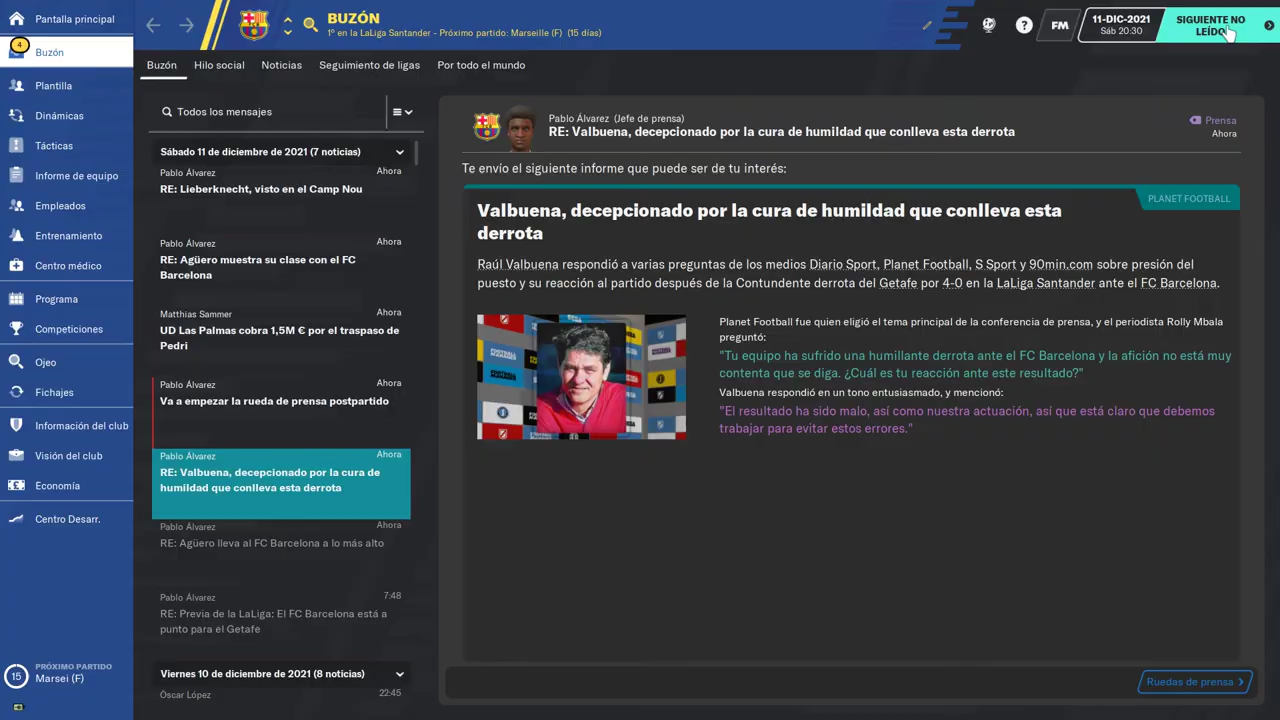 Pantalla principal
4
Buzón
Plantilla
Dinámicas
Tácticas
Informe de equipo
Empleados
Entrenamiento
Centro médico
Programa
Competiciones
Ojeo
Fichajes
Información del club
Visión del club
Economía
Centro Desarr.
15
PRÓXIMO PARTIDO
Marsei (F)
BUZÓN
1º en la LaLiga Santander - Próximo partido: Marseille (F) (15 días)
?
FM
11-DIC-2021
Sáb 20:30
SIGUIENTE NO
LEÍDO
Buzón
Hilo social
Noticias
Seguimiento de ligas
Por todo el mundo
Todos los mensajes
Sábado 11 de diciembre de 2021 (7 noticias)
Pablo Álvarez
Ahora
RE: Lieberknecht, visto en el Camp Nou
Pablo Álvarez
Ahora
RE: Agüero muestra su clase con el FC
Barcelona
Matthias Sammer
Ahora
UD Las Palmas cobra 1,5M € por el traspaso de
Pedri
Pablo Álvarez
Ahora
Va a empezar la rueda de prensa postpartido
Pablo Álvarez
Ahora
RE: Valbuena, decepcionado por la cura de
humildad que conlleva esta derrota
Pablo Álvarez
Ahora
RE: Agüero lleva al FC Barcelona a lo más alto
Pablo Álvarez
7:48
RE: Previa de la LaLiga: El FC Barcelona está a
punto para el Getafe
Viernes 10 de diciembre de 2021 (8 noticias)
Òscar López
22:45
Pablo Álvarez (Jefe de prensa)
RE: Valbuena, decepcionado por la cura de humildad que conlleva esta derrota
Prensa
Ahora
Te envío el siguiente informe que puede ser de tu interés:
PLANET FOOTBALL
Valbuena, decepcionado por la cura de humildad que conlleva esta
derrota
Raúl Valbuena respondió a varias preguntas de los medios Diario Sport, Planet Football, S Sport y 90min.com sobre presión del
puesto y su reacción al partido después de la Contundente derrota del Getafe por 4-0 en la LaLiga Santander ante el FC Barcelona.
Planet Football fue quien eligió el tema principal de la conferencia de prensa, y el periodista Rolly Mbala
preguntó:
"Tu equipo ha sufrido una humillante derrota ante el FC Barcelona y la afición no está muy
contenta que se diga. ¿Cuál es tu reacción ante este resultado?"
Valbuena respondió en un tono entusasmado, y mencionó:
"El resultado ha sido malo, así como nuestra actuación, así que está claro que debemos
trabajar para evitar estos errores."
Ruedas de prensa